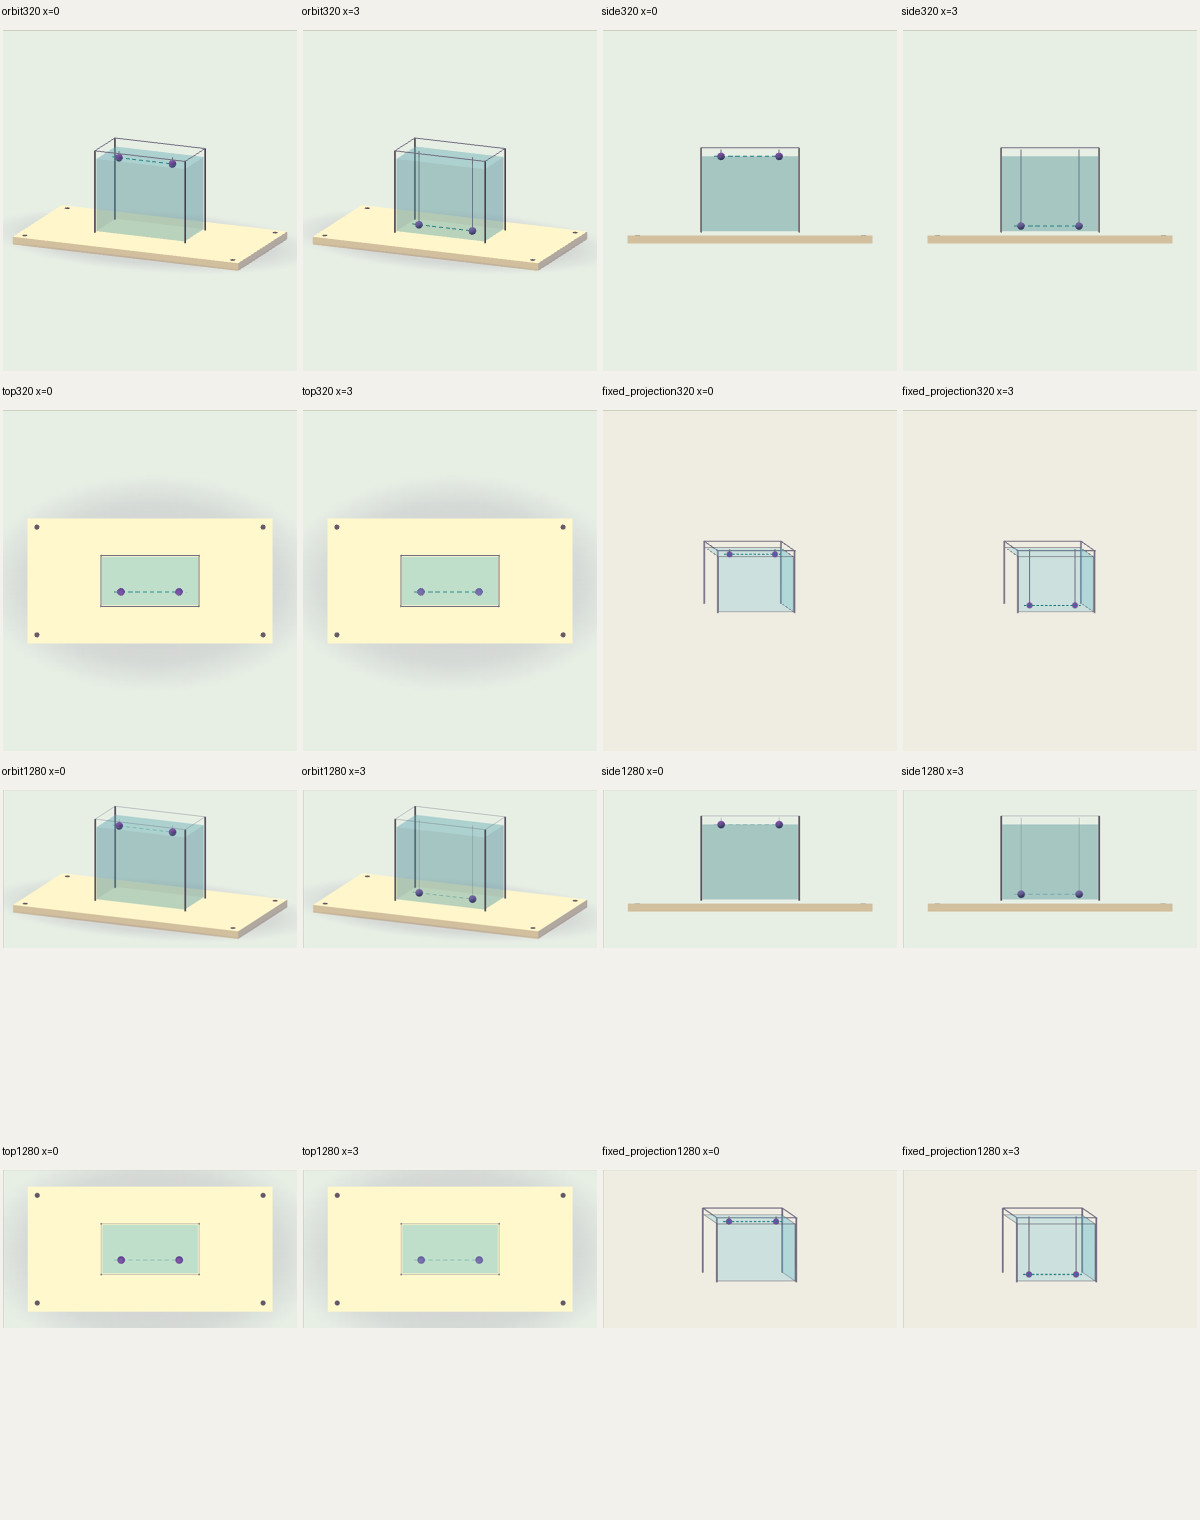 orbit320 x=0
orbit320 x=3
side320 x=0
side320 x=3
top320 x=0
top320 x=3
fixed_projection320 x=0
fixed_projection320 x=3
orbit1280 x=0
orbit1280 x=3
side1280 x=0
side1280 x=3
top1280 x=0
top1280 x=3
fixed_projection1280 x=0
fixed_projection1280 x=3